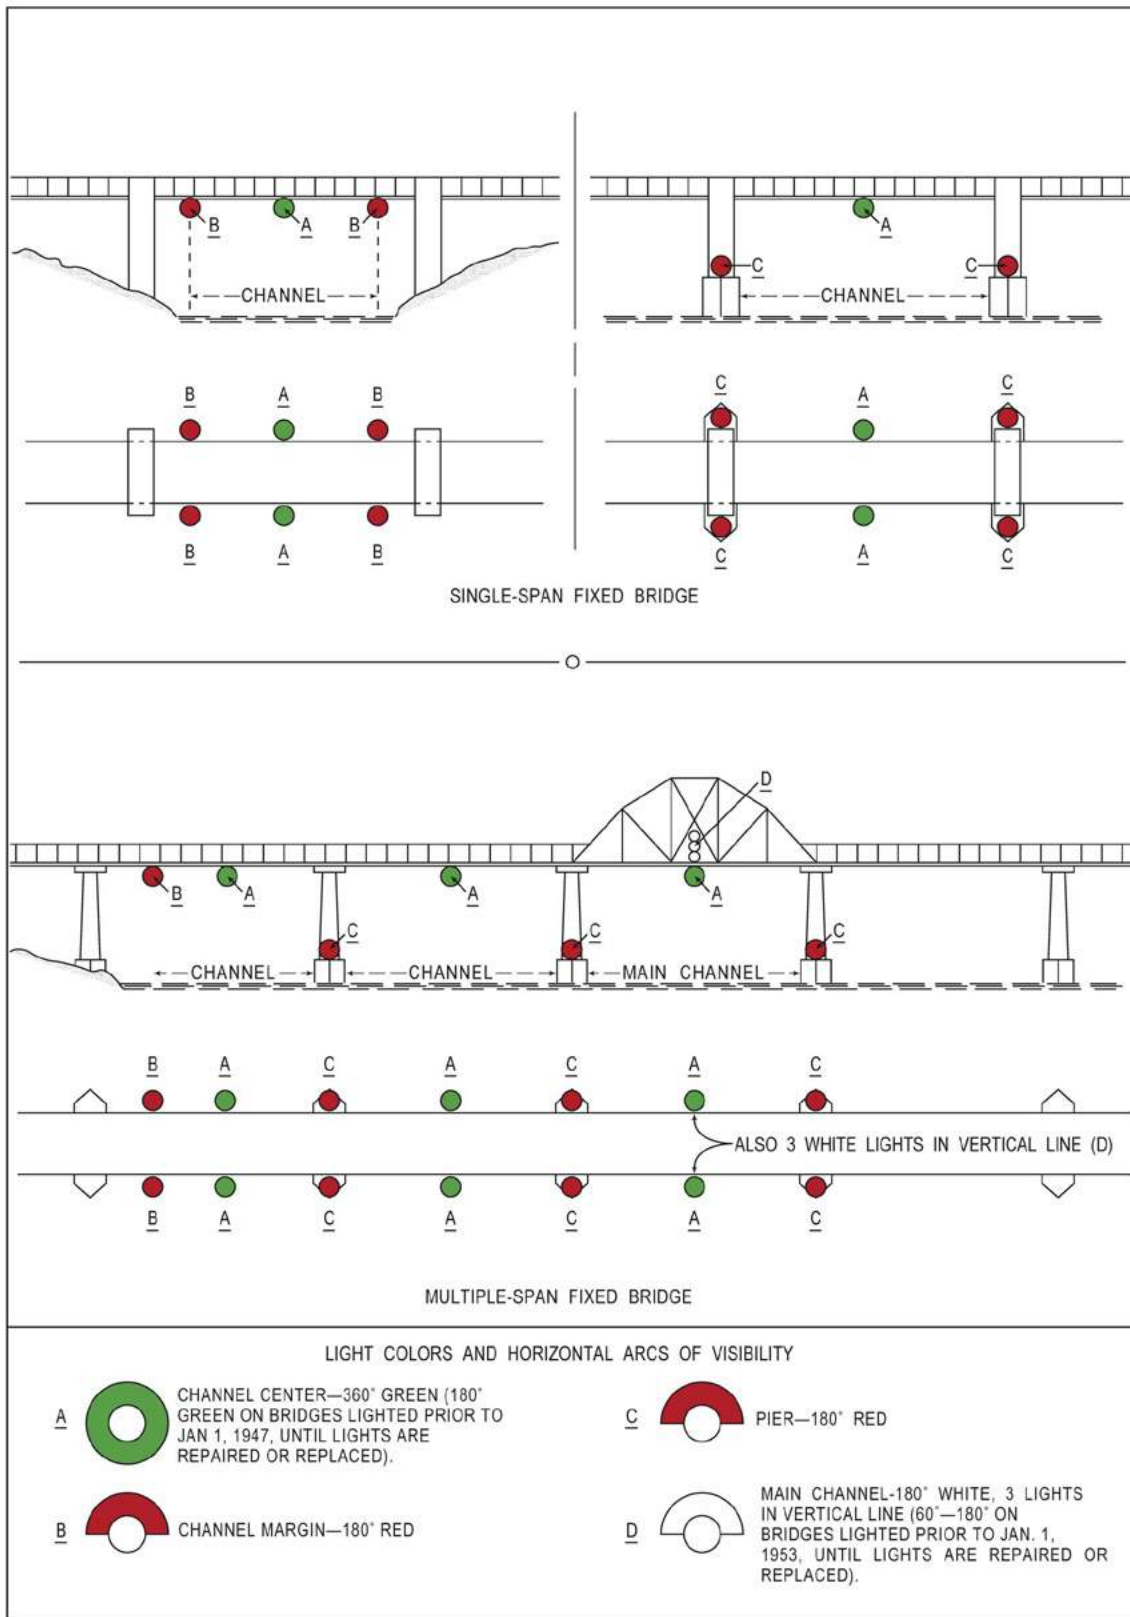 B
A
B
CHANNEL
A
C
C
CHANNEL
B
A
B
B
A
B
C
A
C
C
A
C
SINGLE-SPAN FIXED BRIDGE
D
B
A
A
A
C
C
C
CHANNEL
CHANNEL
MAIN CHANNEL
B
A
C
A
C
A
C
ALSO 3 WHITE LIGHTS IN VERTICAL LINE (D)
B
A
C
A
C
A
C
MULTIPLE-SPAN FIXED BRIDGE
LIGHT COLORS AND HORIZONTAL ARCS OF VISIBILITY
A
CHANNEL CENTER—360° GREEN (180°
GREEN ON BRIDGES LIGHTED PRIOR TO
JAN 1, 1947, UNTIL LIGHTS ARE
REPAIRED OR REPLACED).
B
CHANNEL MARGIN—180° RED
C
PIER—180° RED
D
MAIN CHANNEL-180° WHITE, 3 LIGHTS
IN VERTICAL LINE (60°—180° ON
BRIDGES LIGHTED PRIOR TO JAN. 1,
1953, UNTIL LIGHTS ARE REPAIRED OR
REPLACED).